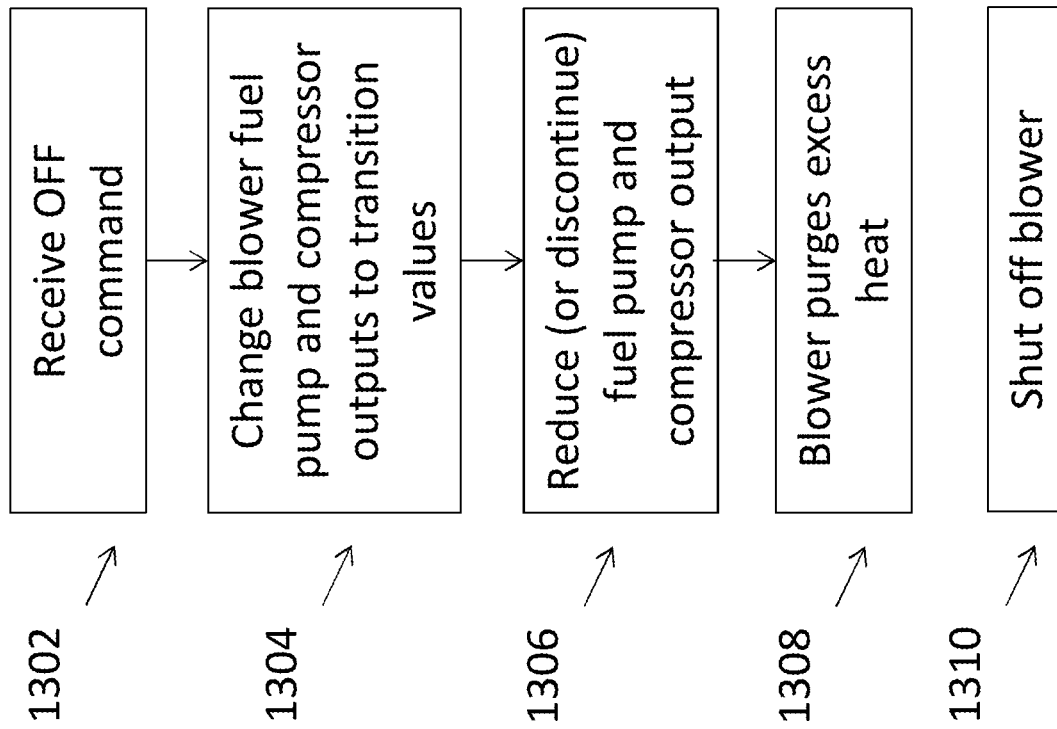 1302
Receive OFF
command
1304
Change blower fuel
pump and compressor
outputs to transition
values
1306
Reduce (or discontinue)
fuel pump and
compressor output
1308
Blower purges excess
heat
1310
Shut off blower